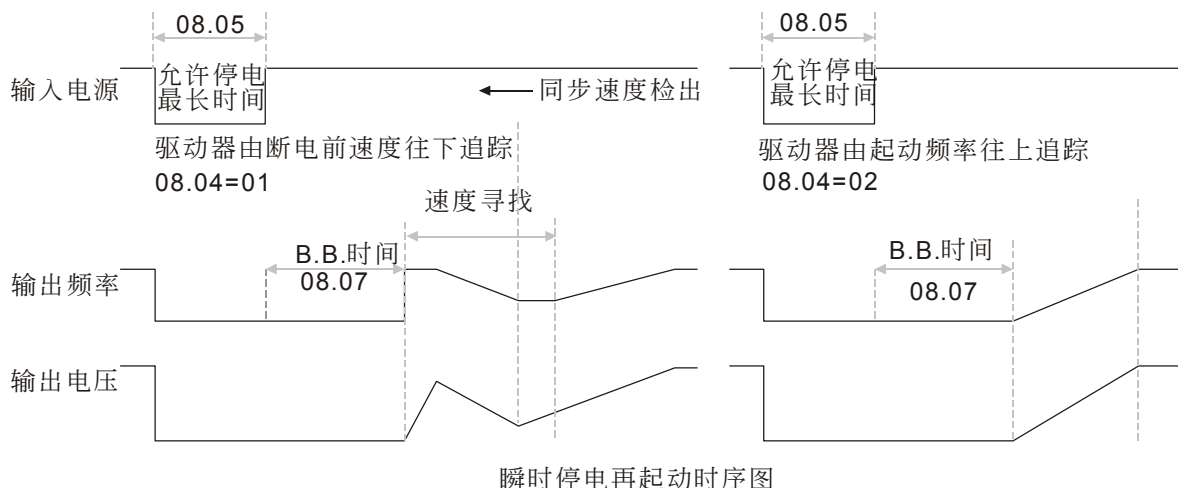 08.05
08.05
输入电源
允许停电
最长时间
同步速度检出
允许停电
最长时间
驱动器由断电前速度往下追踪
08.04=01
驱动器由起动频率往上追踪
08.04=02
速度寻找
输出频率
B.B.时间
08.07
B.B.时间
08.07
输出电压
瞬时停电再起动时序图